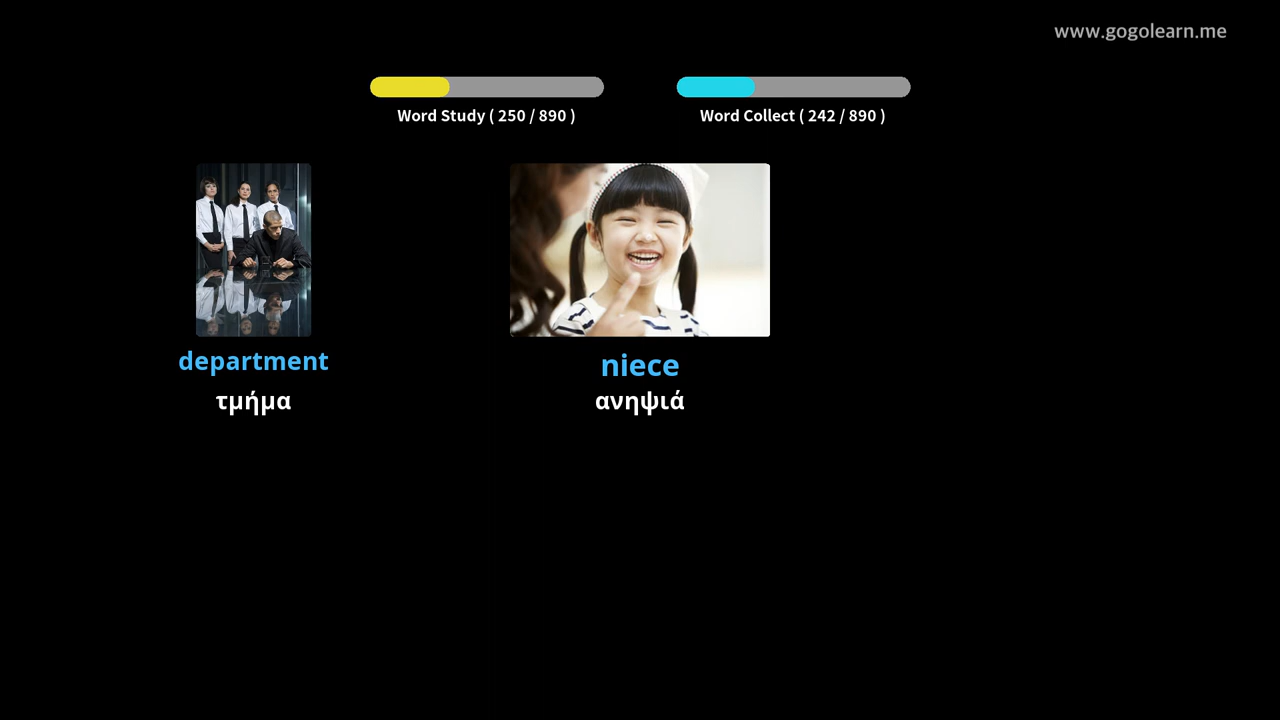 www.gogolearn.me
Word Study ( 250 / 890 )
Word Collect ( 242 / 890 )
department
τμήμα
niece
ανηψιά